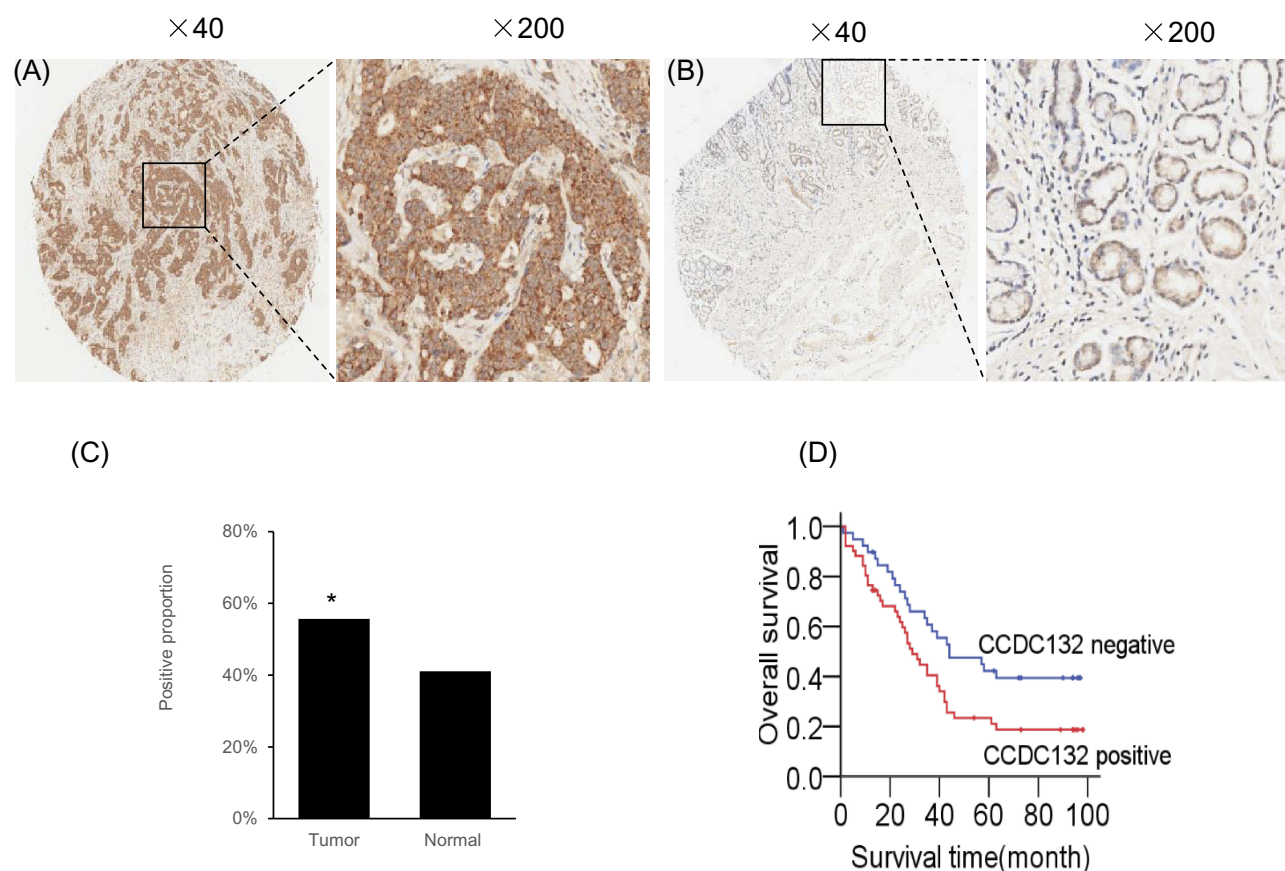 ×40
×200
×40
×200
(A)
(B)
(C)
(D)
80%
60%
40%
20%
0%
Positive proportion
*
Tumor
Normal
1.0
0.8
0.6
0.4
0.2
0.0
Overall survival
CCDC132 negative
CCDC132 positive
0 20 40 60 80 100
Survival time(month)